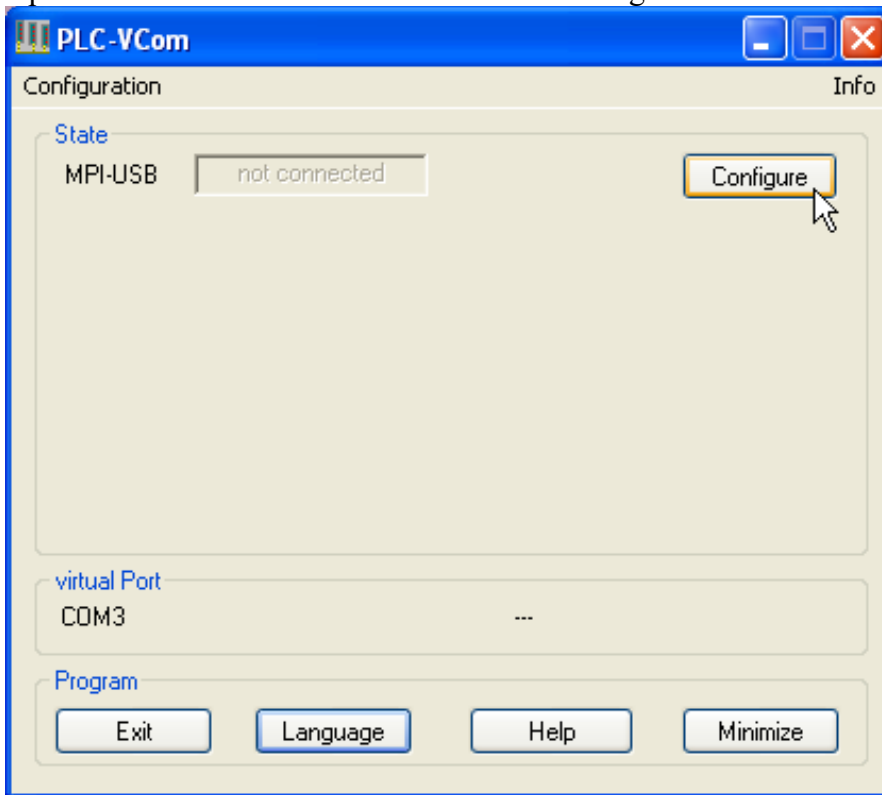 PLC-VCom
Configuration Info
State
MPI-USB not connected Configure
virtual Port
COM3 ---
Program
Exit Language Help Minimize